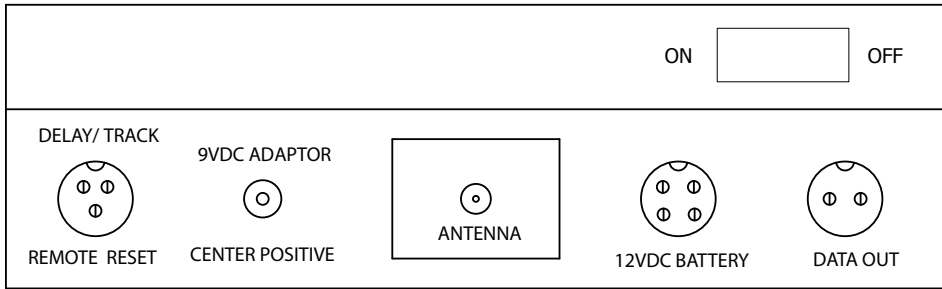 ON
OFF
DELAY/ TRACK
REMOTE RESET
9VDC ADAPTOR
CENTER POSITIVE
ANTENNA
12VDC BATTERY
DATA OUT